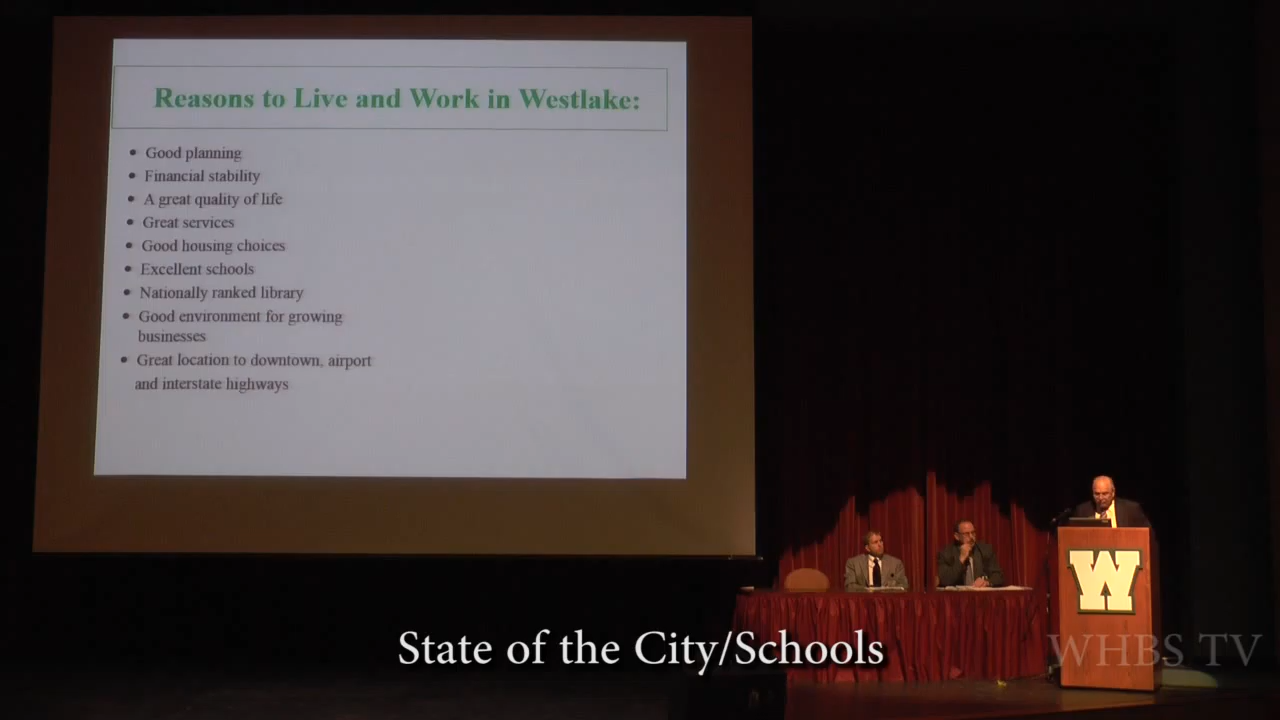 Reasons to Live and Work in Westlake:
• Good planning
• Financial stability
• A great quality of life
• Great services
• Good housing choices
• Excellent schools
• Nationally ranked library
• Good environment for growing
businesses
• Great location to downtown, airport
and interstate highways
W
State of the City/Schools
WHBS TV